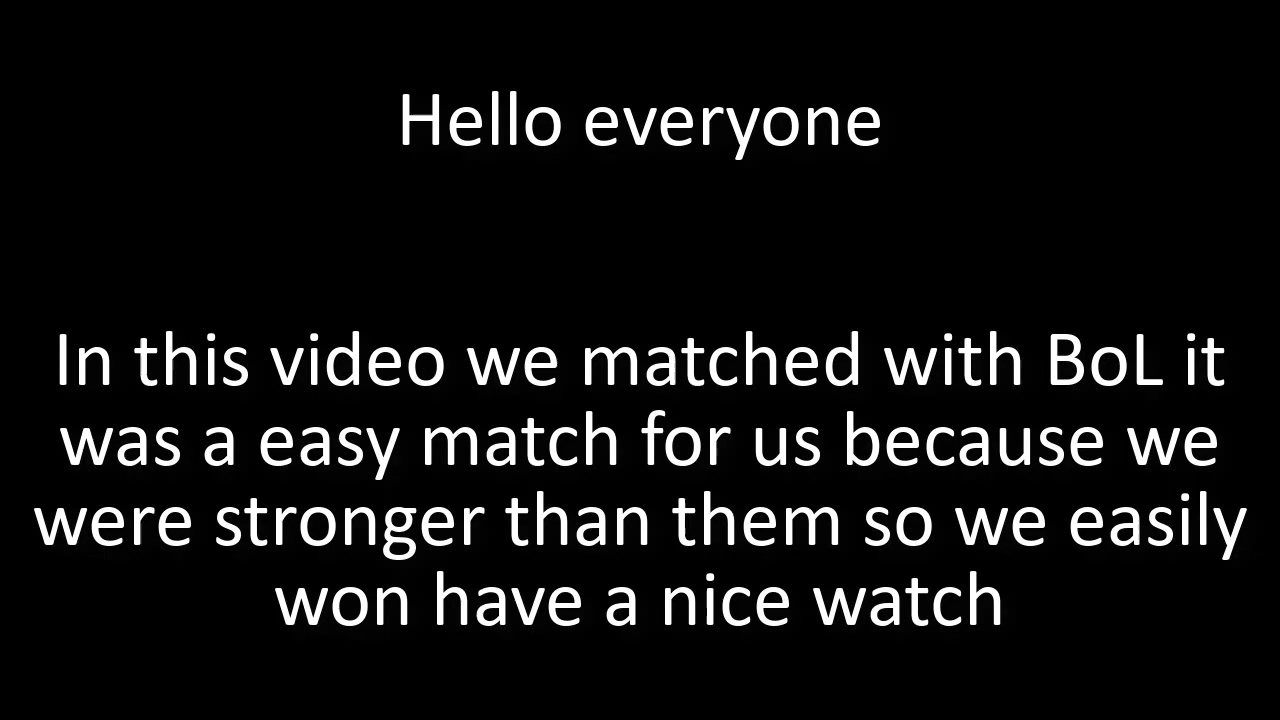 Hello everyone
In this video we matched with BoL it
was a easy match for us because we
were stronger than them so we easily
won have a nice watch